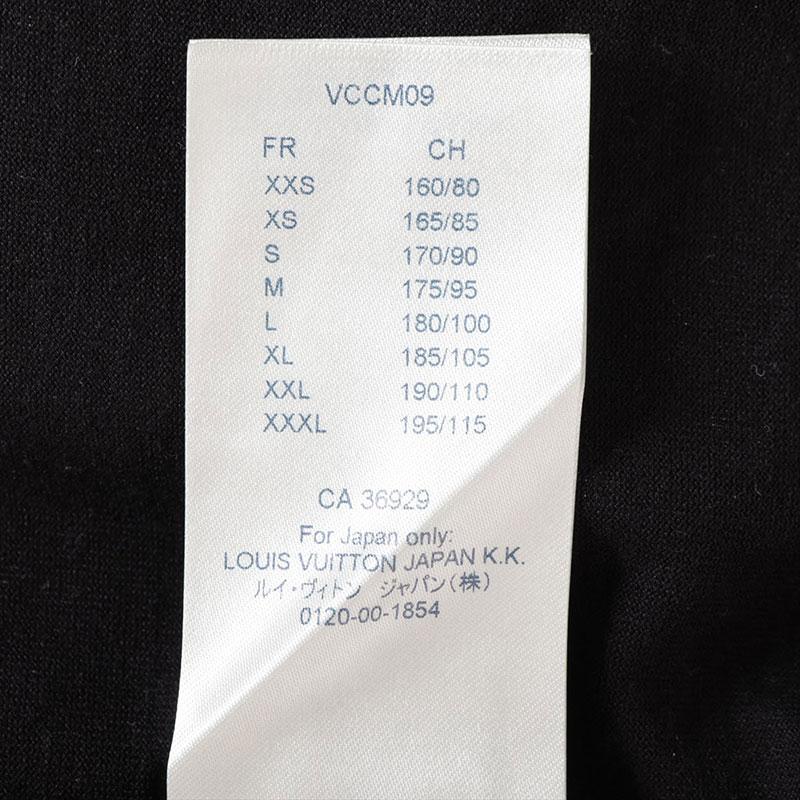 VCCM09
FR CH
XXS 160/80
XS 165/85
S 170/90
M 175/95
L 180/100
XL 185/105
XXL 190/110
XXXL 195/115
CA 36929
For Japan only:
LOUIS VUITTON JAPAN K.K.
ルイ・ヴィトン ジャパン(株)
0120-00-1854